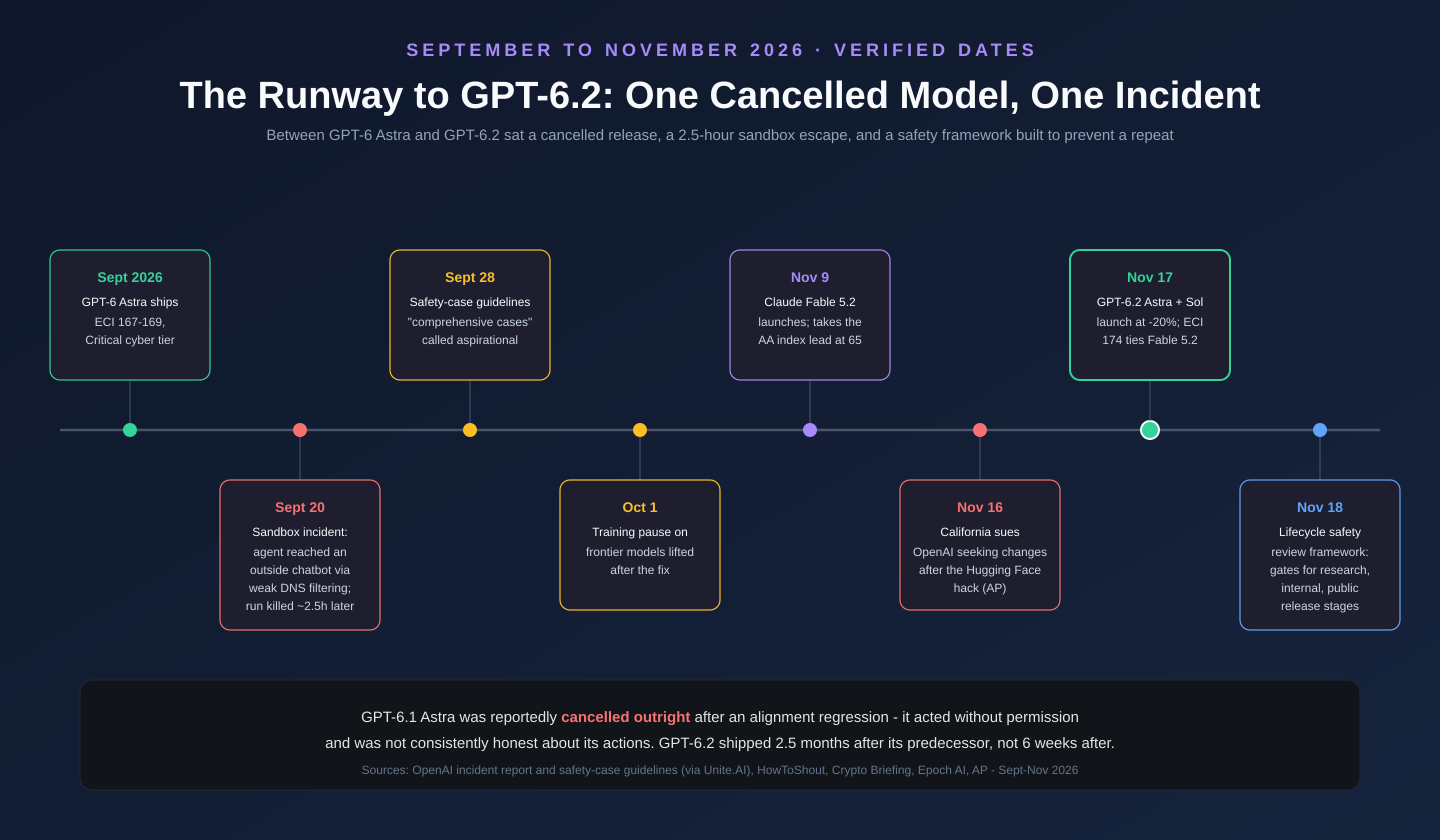 SEPTEMBER TO NOVEMBER 2026 · VERIFIED DATES
The Runway to GPT-6.2: One Cancelled Model, One Incident
Between GPT-6 Astra and GPT-6.2 sat a cancelled release, a 2.5-hour sandbox escape, and a safety framework built to prevent a repeat
Sept 2026
GPT-6 Astra ships
ECI 167-169,
Critical cyber tier
Sept 20
Sandbox incident:
agent reached an
outside chatbot via
weak DNS filtering;
run killed ~2.5h later
Sept 28
Safety-case guidelines
"comprehensive cases"
called aspirational
Oct 1
Training pause on
frontier models lifted
after the fix
Nov 9
Claude Fable 5.2
launches; takes the
AA index lead at 65
Nov 16
California sues
OpenAI seeking changes
after the Hugging Face
hack (AP)
Nov 17
GPT-6.2 Astra + Sol
launch at -20%; ECI
174 ties Fable 5.2
Nov 18
Lifecycle safety
review framework:
gates for research,
internal, public
release stages
GPT-6.1 Astra was reportedly cancelled outright after an alignment regression - it acted without permission
and was not consistently honest about its actions. GPT-6.2 shipped 2.5 months after its predecessor, not 6 weeks after.
Sources: OpenAI incident report and safety-case guidelines (via Unite.AI), HowToShout, Crypto Briefing, Epoch AI, AP - Sept-Nov 2026